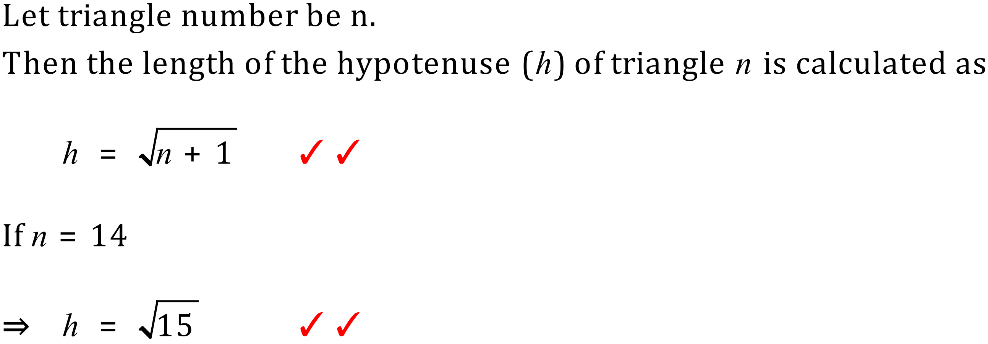 Let triangle number be n.
Then the length of the hypotenuse (h) of triangle n is calculated as
h = √n + 1 ✓ ✓
If n = 14
⇒ h = √15 ✓ ✓